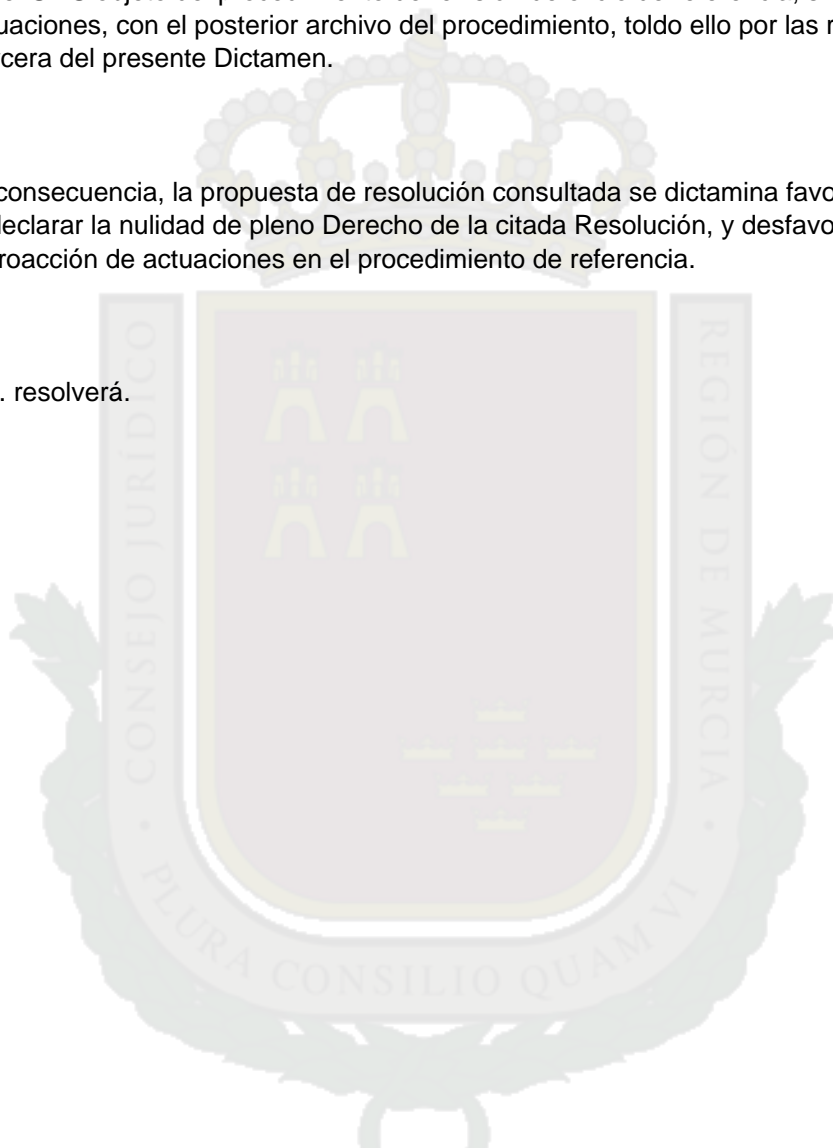 uaciones, con el posterior archivo del procedimiento, toldo ello por las
cera del presente Dictamen.
consecuencia, la propuesta de resolución consultada se dictamina
eclarar la nulidad de pleno Derecho de la citada Resolución, y
roacción de actuaciones en el procedimiento de referencia.
. resolverá.
CONSEJO JURÍDICO
REGIÓN DE MURCIA
PLURA CONSILIO QUAM VI